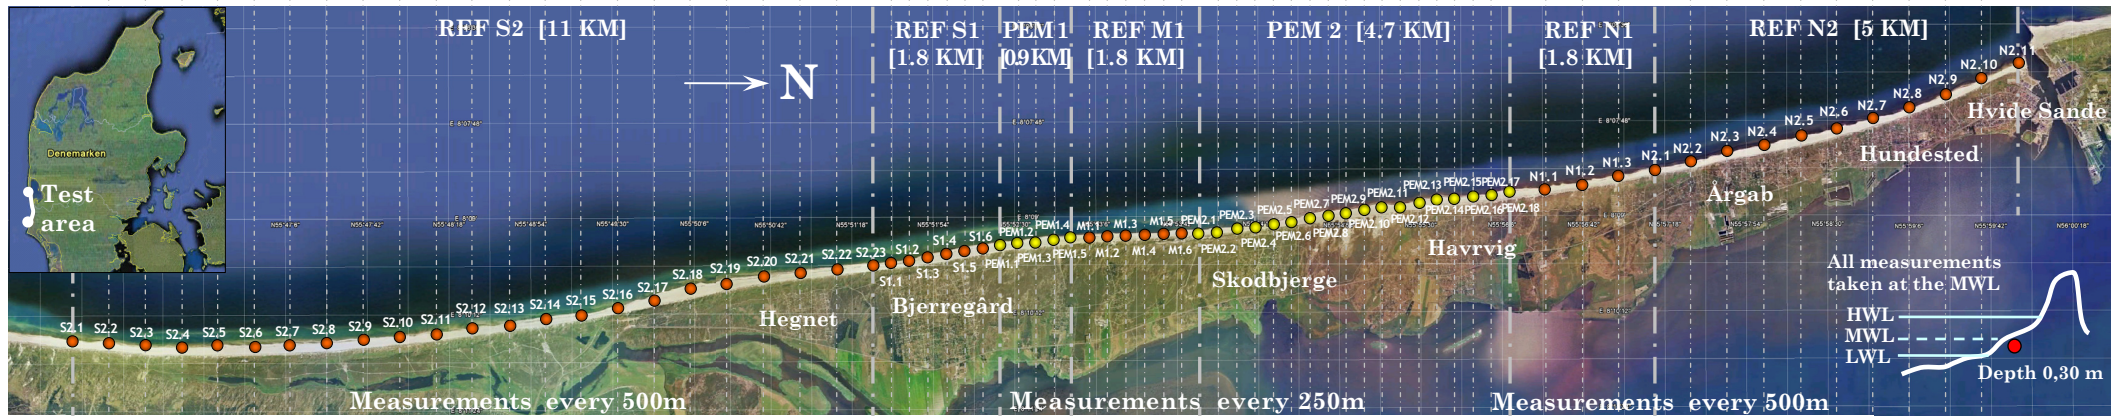 REF S2 [11 KM]
REF S1
[1.8 KM]
PEM 1
[0.9 KM]
REF M1
[1.8 KM]
PEM 2 [4.7 KM]
REF N1
[1.8 KM]
REF N2 [5 KM]
N
Denemarken
Test
area
S2.1
S2.2
S2.3
S2.4
S2.5
S2.6
S2.7
S2.8
S2.9
S2.10
S2.11
S2.12
S2.13
S2.14
S2.15
S2.16
S2.17
S2.18
S2.19
S2.20
S2.21
S2.22
S2.23
S1.1
S1.2
S1.3
S1.4
S1.5
S1.6
PEM1.1
PEM1.2
PEM1.3
PEM1.4
PEM1.5
M1.1
M1.2
M1.3
M1.4
M1.5
M1.6
PEM2.1
PEM2.2
PEM2.3
PEM2.4
PEM2.5
PEM2.6
PEM2.7
PEM2.8
PEM2.9
PEM2.10
PEM2.11
PEM2.12
PEM2.13
PEM2.14
PEM2.15
PEM2.16
PEM2.17
PEM2.18
N1.1
N1.2
N1.3
N2.1
N2.2
N2.3
N2.4
N2.5
N2.6
N2.7
N2.8
N2.9
N2.10
N2.11
Hegnet
Bjerregård
Skodbjerge
Havrvig
Årgab
Hundested
Hvide Sande
All measurements
taken at the MWL
HWL
MWL
LWL
Depth 0,30 m
Measurements every 500m
Measurements every 250m
Measurements every 500m